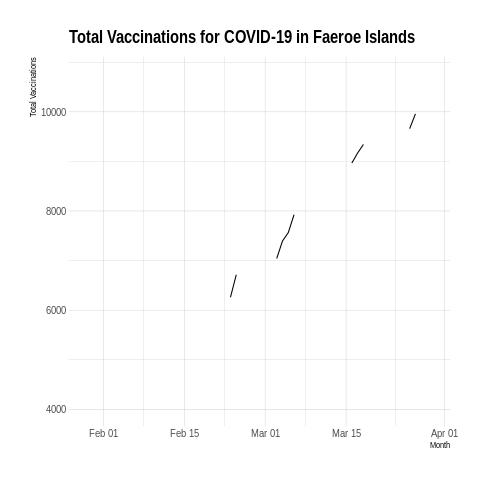 Total Vaccinations for COVID-19 in Faeroe Islands
Total Vaccinations
10000
8000
6000
4000
Feb 01 Feb 15 Mar 01 Mar 15 Apr 01
Month